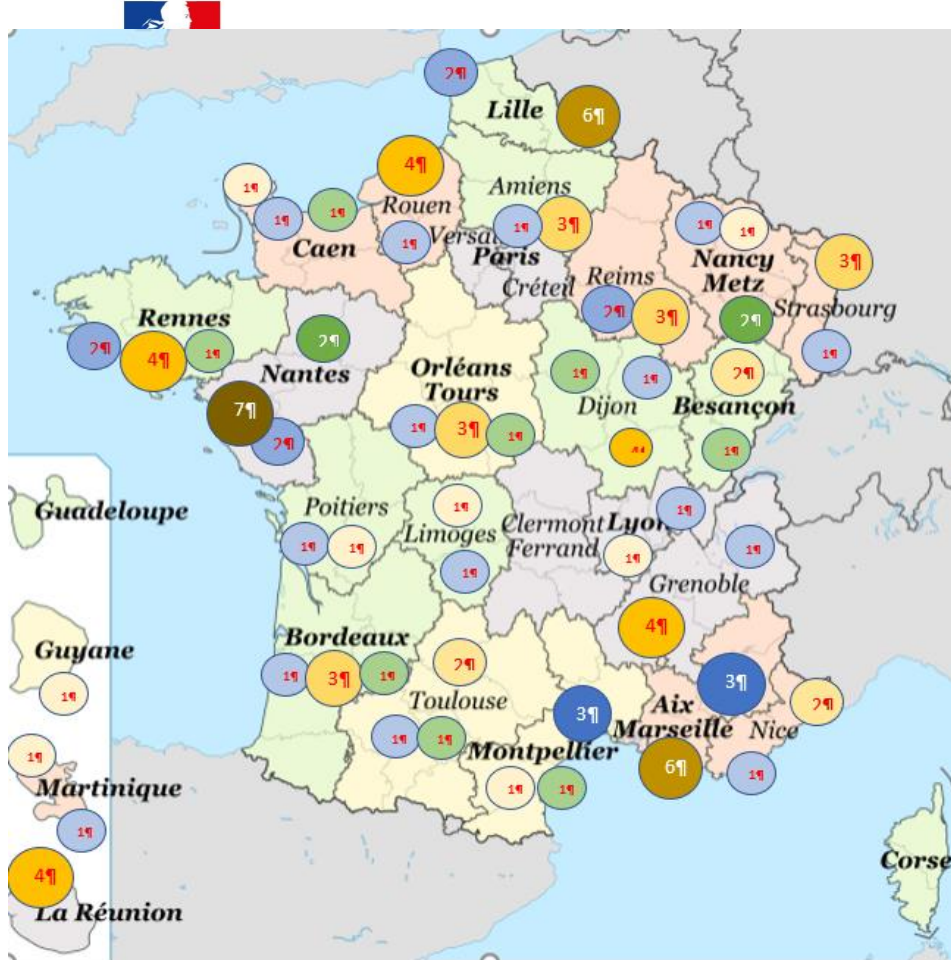 2¶
Lille
6¶
4¶
Amiens
1¶
Rouen
1¶
1¶
1¶
3¶
1¶
1¶
Caen
1¶
Paris
Créteil
Nancy
Metz
3¶
Reims
2¶
3¶
2¶
Strasbourg
1¶
Rennes
2¶
4¶
1¶
2¶
Nantes
7¶
2¶
Orléans
Tours
1¶
3¶
1¶
1¶
1¶
Dijon
2¶
Besançon
1¶
Poitiers
1¶
1¶
1¶
Limoges
1¶
Clermont
Ferrand
Lyon
1¶
1¶
1¶
Grenoble
4¶
Guadeloupe
Guyane
1¶
1¶
Martinique
1¶
4¶
La Réunion
Bordeaux
1¶
3¶
1¶
2¶
Toulouse
1¶
1¶
3¶
Montpellier
1¶
1¶
3¶
Aix
Marseille
6¶
2¶
Nice
1¶
Corse